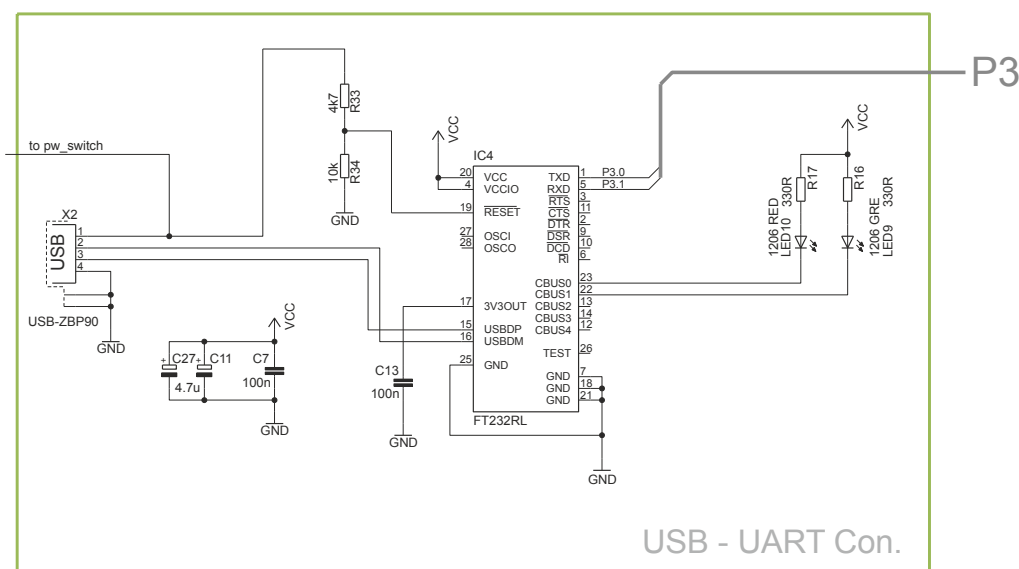 P3
to pw_switch
4k7
R33
10k
R34
GND
VCC
IC4
20 VCC
4 VCCIO
19 RESET
27 OSCI
28 OSCO
17 3V3OUT
15 USBDP
16 USBDM
25 GND
TXD 1 P3.0
RXD 5 P3.1
RTS 3
CTS 11
DTR 2
DSR 9
DCD 10
RI 6
CBUS0 23
CBUS1 22
CBUS2 13
CBUS3 14
CBUS4 12
TEST 26
GND 7
GND 18
GND 21
FT232RL
GND
VCC
R17
330R
R16
330R
1206 RED
LED10
1206 GRE
LED9
X2
USB
1
2
3
4
USB-ZBP90
GND
VCC
C27
C11
4.7u
+
+
C7
100n
GND
C13
100n
GND
USB - UART Con.